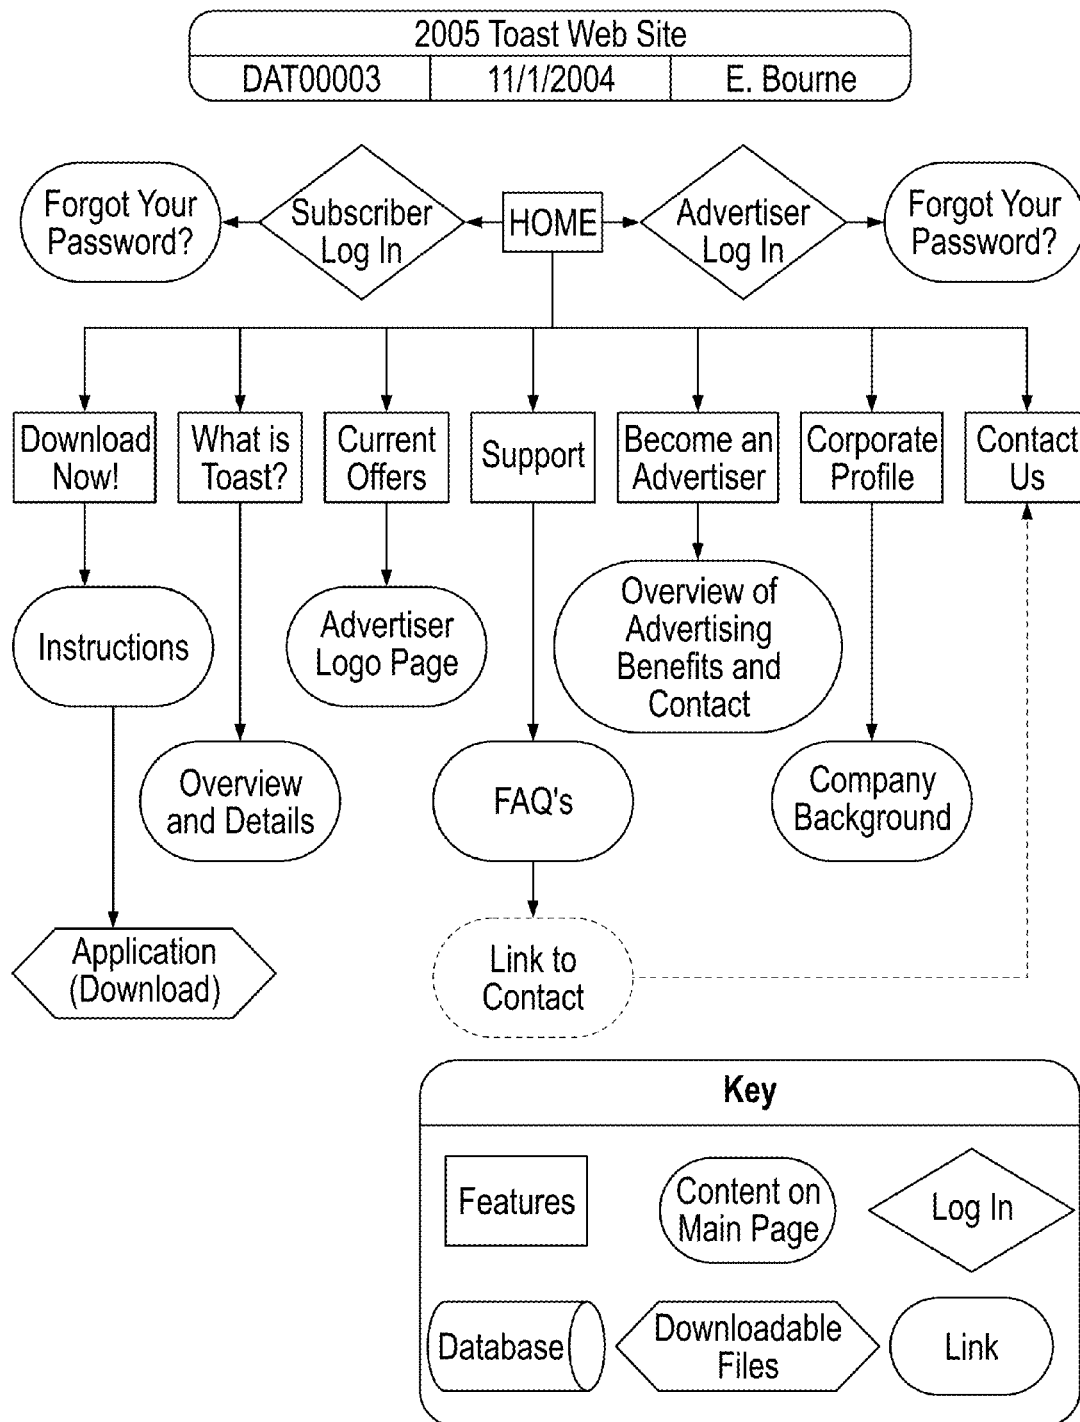 2005 Toast Web Site
DAT00003
11/1/2004
E. Bourne
Forgot Your
Password?
Subscriber
Log In
HOME
Advertiser
Log In
Forgot Your
Password?
Download
Now!
What is
Toast?
Current
Offers
Support
Become an
Advertiser
Corporate
Profile
Contact
Us
Instructions
Advertiser
Logo Page
Overview of
Advertising
Benefits and
Contact
Overview
and Details
FAQ's
Company
Background
Application
(Download)
Link to
Contact
Key
Features
Content on
Main Page
Log In
Database
Downloadable
Files
Link